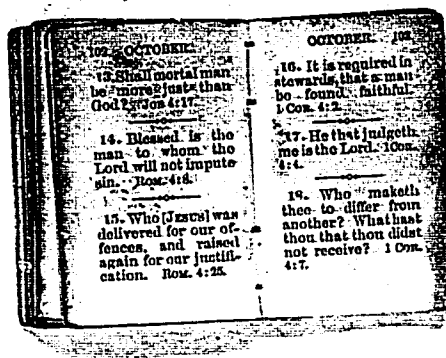 102 OCTOBER.
13. Shall mortal man
be more just than
God? Job 4:17.
14. Blessed is the
man to whom the
Lord will not impute
sin. Rom. 4:8.
15. Who [JESUS] was
delivered for our of-
fences, and raised
again for our justifi-
cation. Rom. 4:25.
OCTOBER. 102
16. It is required in
stewards, that a man
be found faithful.
1 Cor. 4:2.
17. He that judgeth
me is the Lord. 1 Cor.
4:4.
18. Who maketh
thee to differ from
another? What hast
thou that thou didst
not receive? 1 Cor.
4:7.